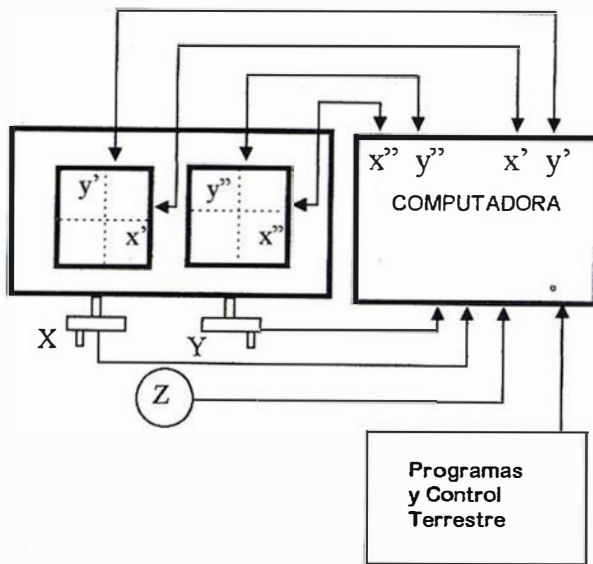 x” y” x’ y’
COMPUTADORA
y’
x’
y”
x”
X
Y
Z
Programas
y Control
Terrestre